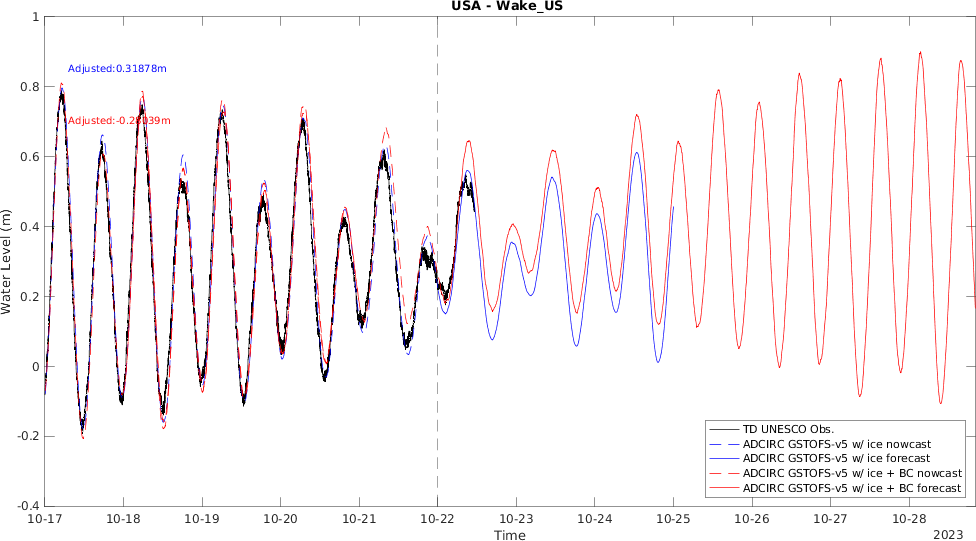 USA - Wake_US
1
0.8
0.6
0.4
0.2
0
-0.2
-0.4
Water Level (m)
Adjusted:0.31878m
Adjusted:-0.28039m
TD UNESCO Obs.
ADCIRC GSTOFS-v5 w/ ice nowcast
ADCIRC GSTOFS-v5 w/ ice forecast
ADCIRC GSTOFS-v5 w/ ice + BC nowcast
ADCIRC GSTOFS-v5 w/ ice + BC forecast
10-17 10-18 10-19 10-20 10-21 10-22 10-23 10-24 10-25 10-26 10-27 10-28
Time
2023